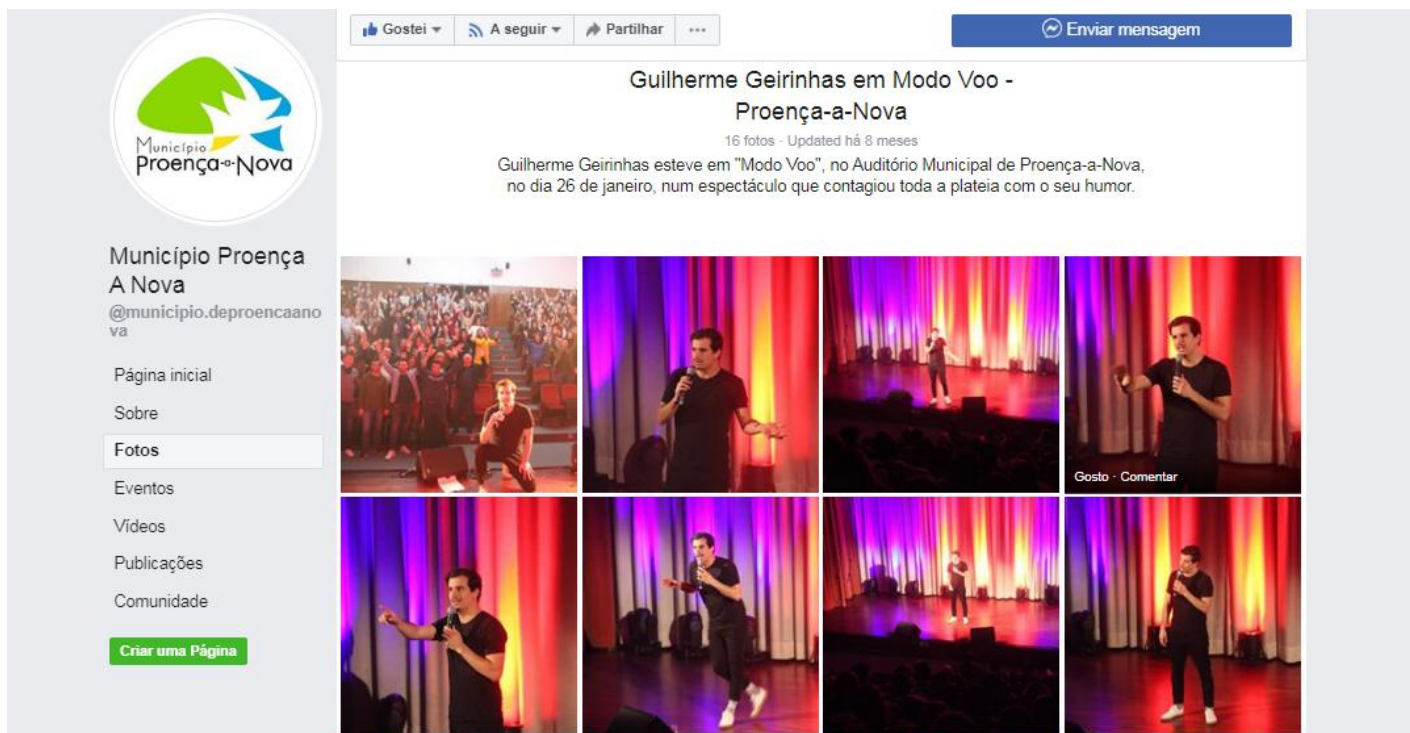 Gostei
A seguir
Partilhar
Enviar mensagem
Município
Proença-a-Nova
Município Proença
A Nova
@municipio.deproencaano
va
Página inicial
Sobre
Fotos
Eventos
Vídeos
Publicações
Comunidade
Criar uma Página
Guilherme Geirinhas em Modo Voo -
Proença-a-Nova
16 fotos · Updated há 8 meses
Guilherme Geirinhas esteve em "Modo Voo", no Auditório Municipal de Proença-a-Nova,
no dia 26 de janeiro, num espectáculo que contagiou toda a plateia com o seu humor.
Gosto · Comentar